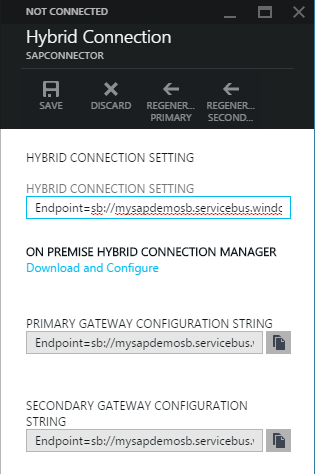 NOT CONNECTED
Hybrid Connection
SAPCONNECTOR
SAVE
DISCARD
REGENER...
PRIMARY
REGENER...
SECOND...
HYBRID CONNECTION SETTING
HYBRID CONNECTION SETTING
Endpoint=sb://mysapdemosb.servicebus.windo
ON PREMISE HYBRID CONNECTION MANAGER
Download and Configure
PRIMARY GATEWAY CONFIGURATION STRING
Endpoint=sb://mysapdemosb.servicebus.
SECONDARY GATEWAY CONFIGURATION
STRING
Endpoint=sb://mysapdemosb.servicebus.